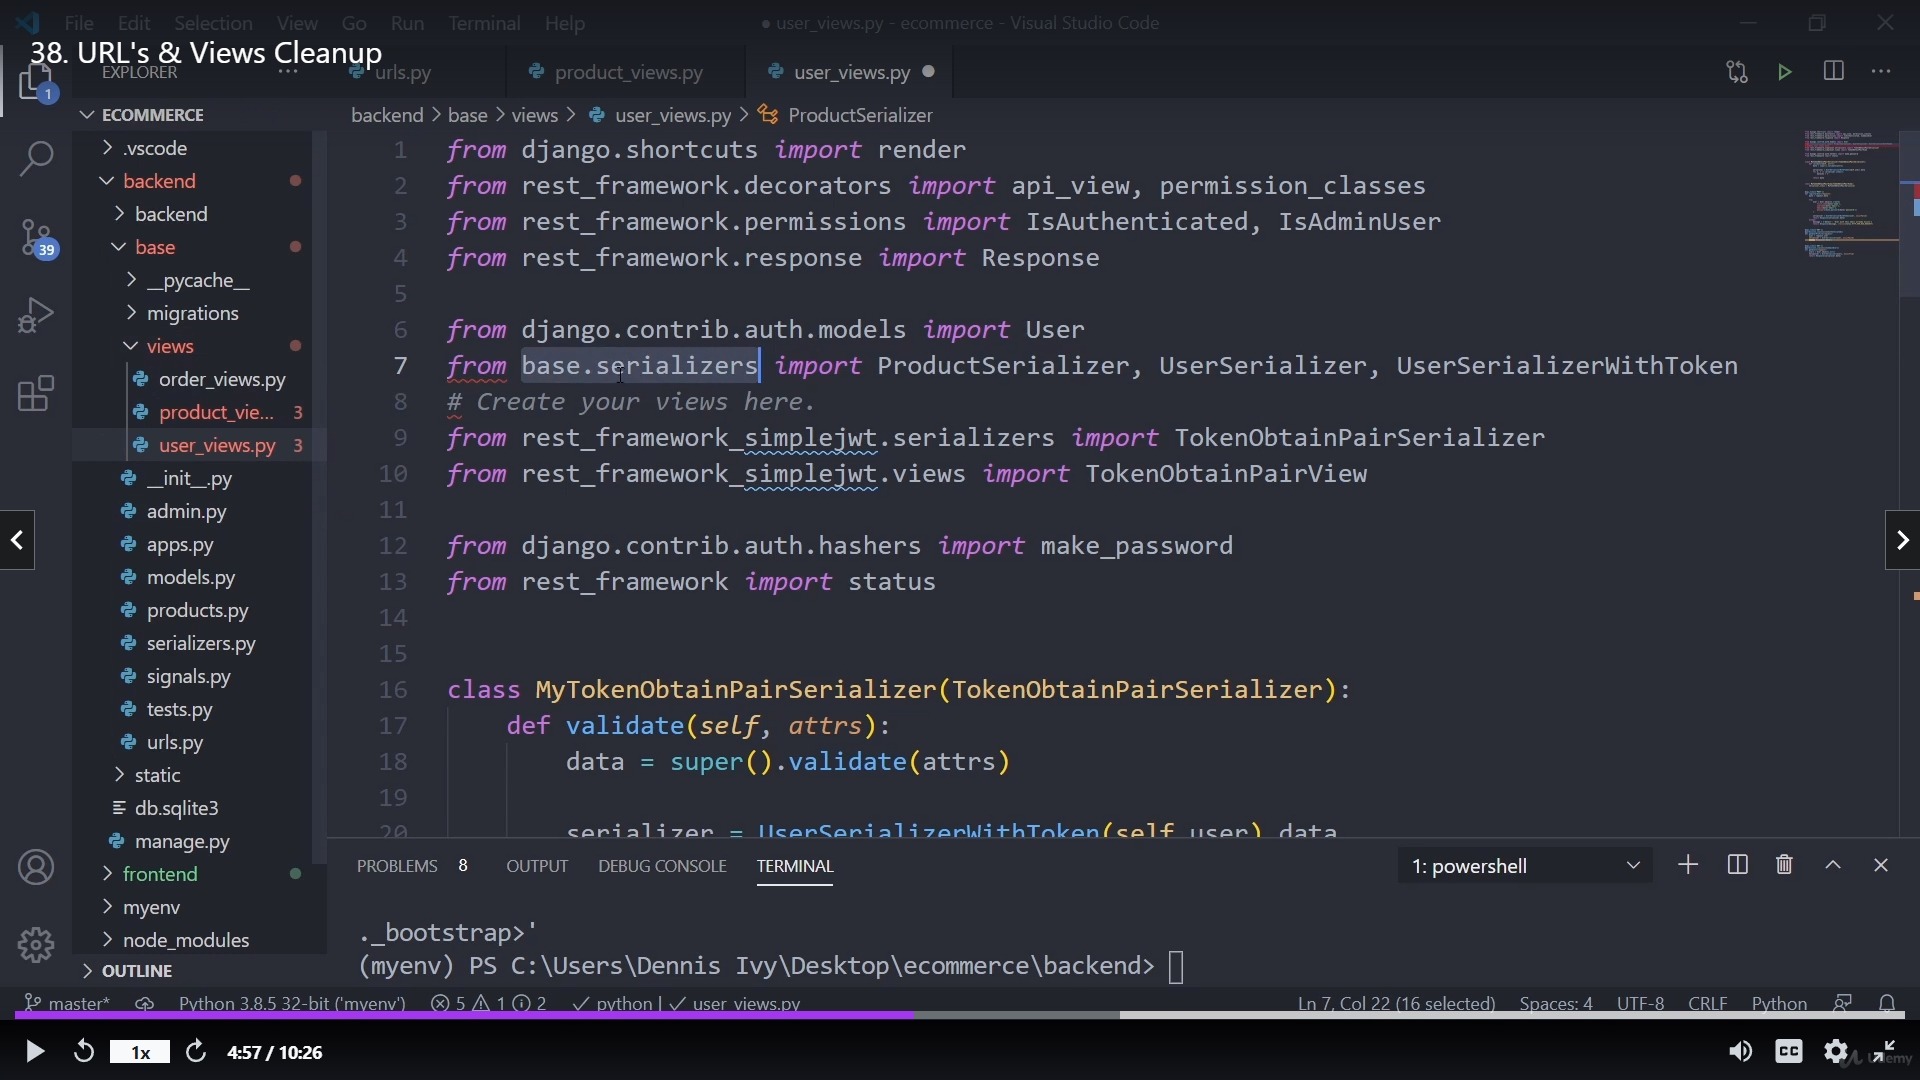 File Edit Selection View Go Run Terminal Help
● user_views.py - ecommerce - Visual Studio Code
38. URL's & Views Cleanup
EXPLORER ...
urls.py product_views.py user_views.py
1
ECOMMERCE
backend > base > views > user_views.py > ProductSerializer
.vscode
backend
backend
39
base
__pycache__
migrations
views
order_views.py
product_vie... 3
user_views.py 3
__init__.py
admin.py
apps.py
models.py
products.py
serializers.py
signals.py
tests.py
urls.py
static
db.sqlite3
manage.py
frontend
myenv
node_modules
OUTLINE
1 from django.shortcuts import render
2 from rest_framework.decorators import api_view, permission_classes
3 from rest_framework.permissions import IsAuthenticated, IsAdminUser
4 from rest_framework.response import Response
5
6 from django.contrib.auth.models import User
7 from base.serializers import ProductSerializer, UserSerializer, UserSerializerWithToken
8 # Create your views here.
9 from rest_framework_simplejwt.serializers import TokenObtainPairSerializer
10 from rest_framework_simplejwt.views import TokenObtainPairView
11
12 from django.contrib.auth.hashers import make_password
13 from rest_framework import status
14
15
16 class MyTokenObtainPairSerializer(TokenObtainPairSerializer):
17 def validate(self, attrs):
18 data = super().validate(attrs)
19
20 serializer = UserSerializerWithToken(self.user).data
PROBLEMS 8 OUTPUT DEBUG CONSOLE TERMINAL 1: powershell
._bootstrap>'
(myenv) PS C:\Users\Dennis Ivy\Desktop\ecommerce\backend>
master* Python 3.8.5 32-bit ('myenv') 5 1 2 python | user_views.py Ln 7, Col 22 (16 selected) Spaces: 4 UTF-8 CRLF Python
1x 4:57 / 10:26 CC Udemy